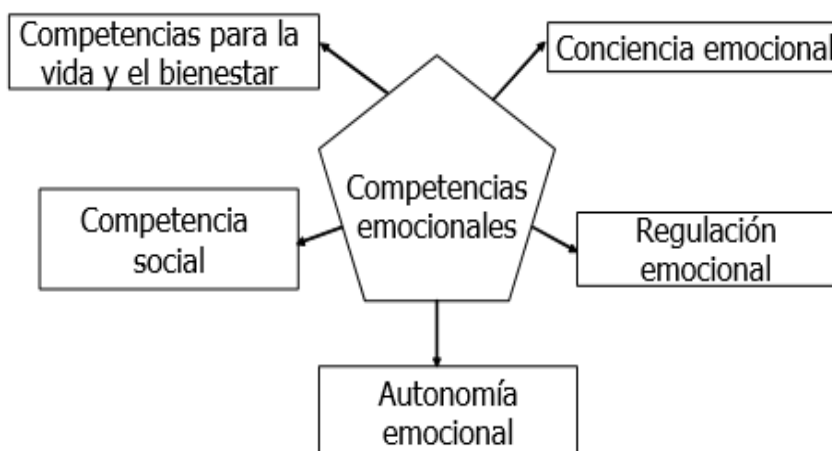 Competencias para la
vida y el bienestar
Conciencia emocional
Competencias
emocionales
Competencia
social
Regulación
emocional
Autonomía
emocional